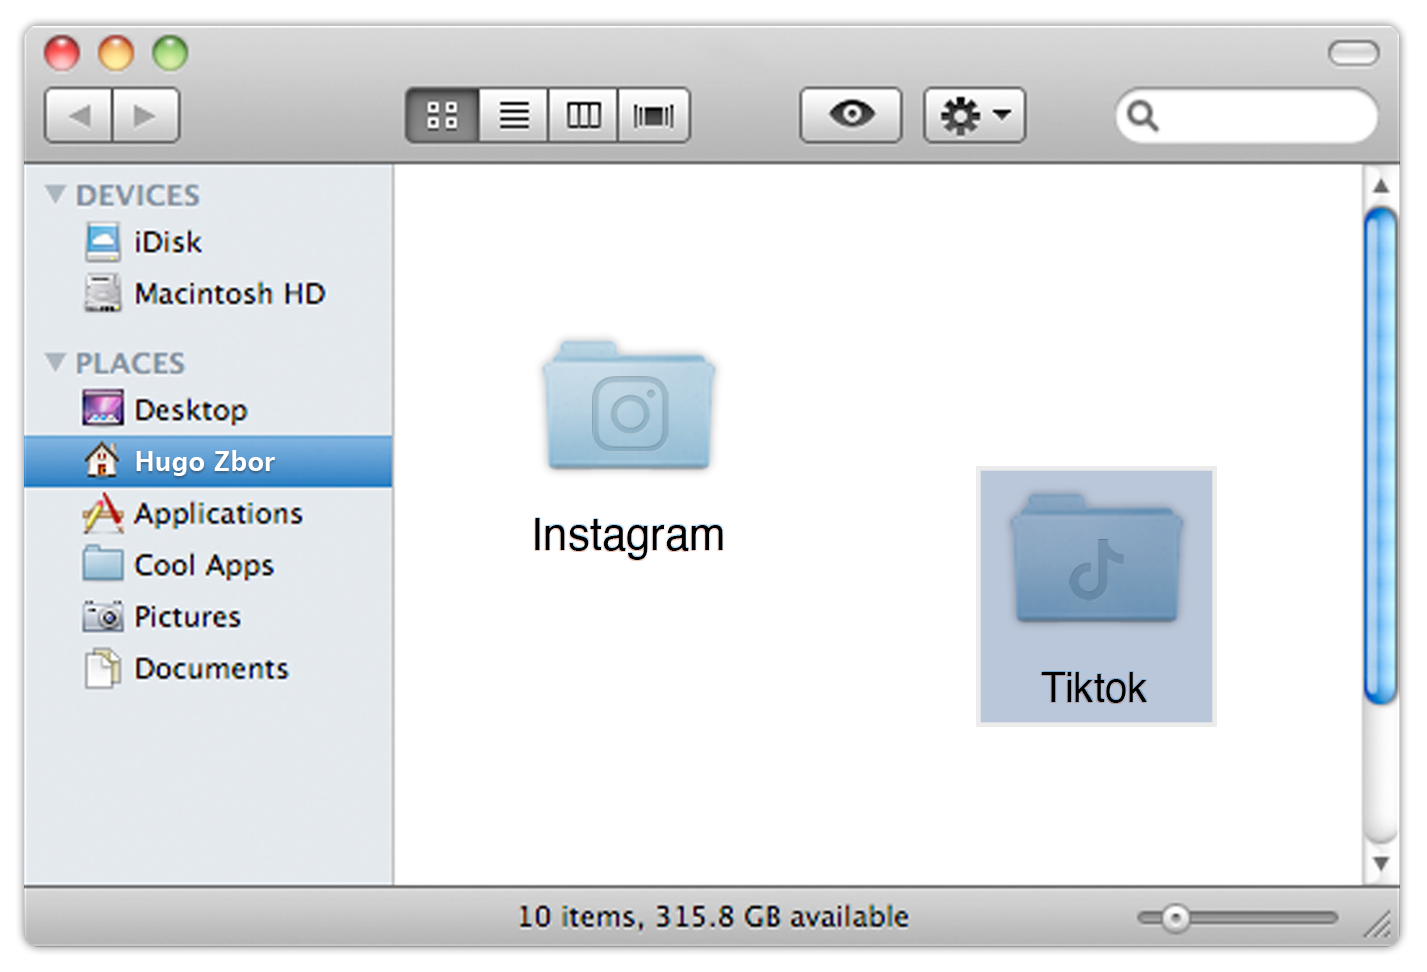 DEVICES
iDisk
Macintosh HD
PLACES
Desktop
Hugo Zbor
Applications
Cool Apps
Pictures
Documents
Instagram
Tiktok
10 items, 315.8 GB available